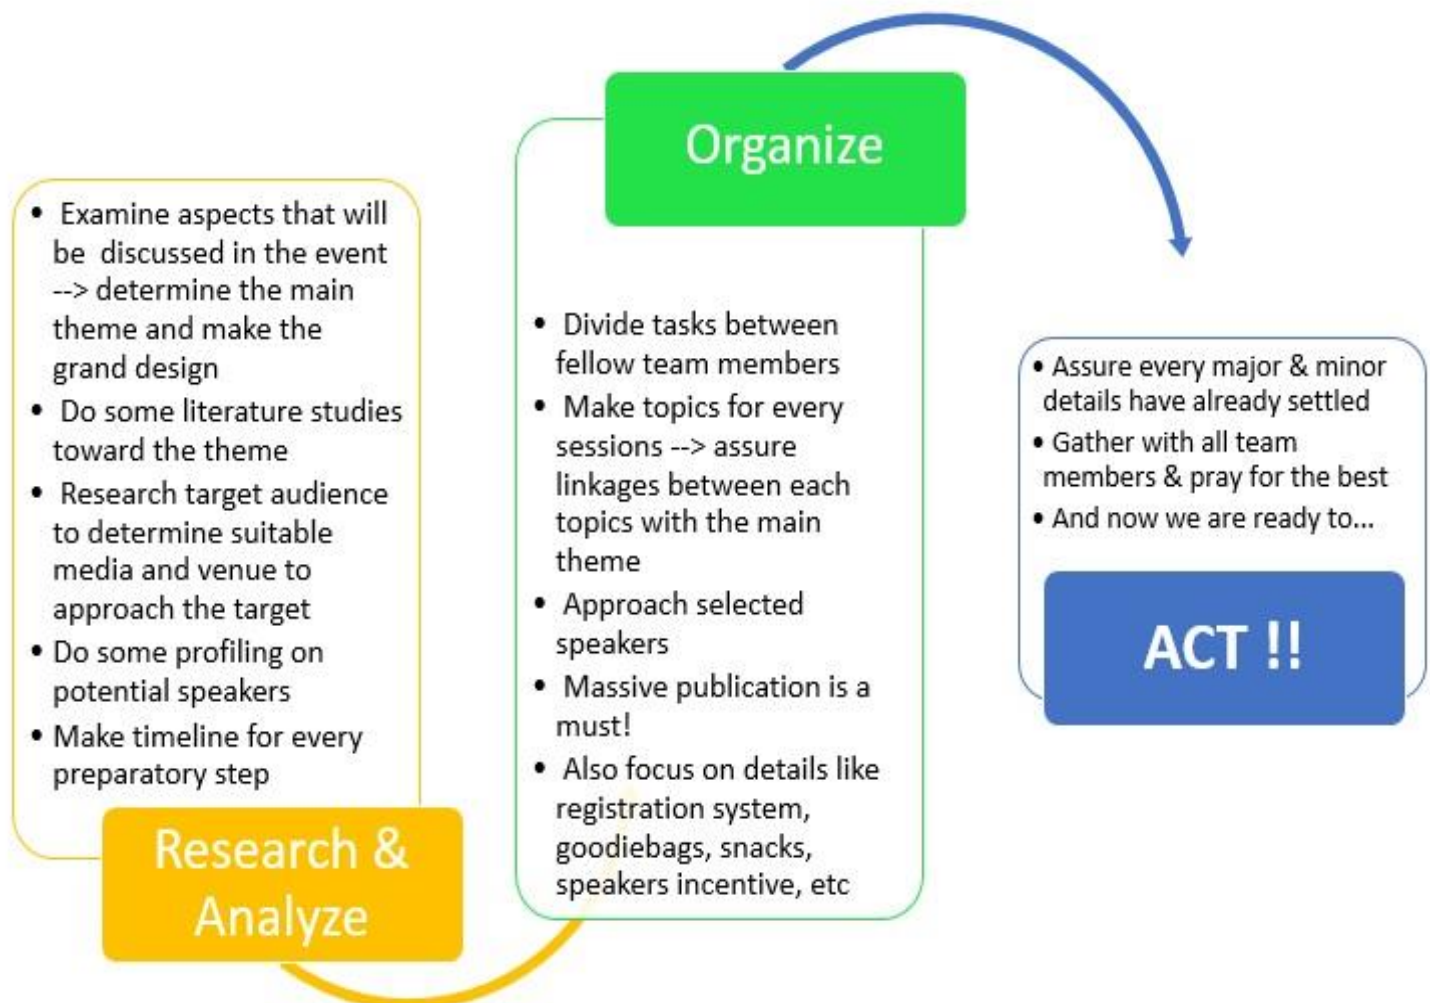 • Examine aspects that will
be  discussed in the event
--> determine the main
theme and make the
grand design
• Do some literature studies
toward the theme
• Research target audience
to determine suitable
media and venue to
approach the target
• Do some profiling on
potential speakers
• Make timeline for every
preparatory step
Research &
Analyze
Organize
• Divide tasks between
fellow team members
• Make topics for every
sessions --> assure
linkages between each
topics with the main
theme
• Approach selected
speakers
• Massive publication is a
must!
• Also focus on details like
registration system,
goodiebags, snacks,
speakers incentive, etc
• Assure every major & minor
details have already settled
• Gather with all team
members & pray for the best
• And now we are ready to...
ACT !!